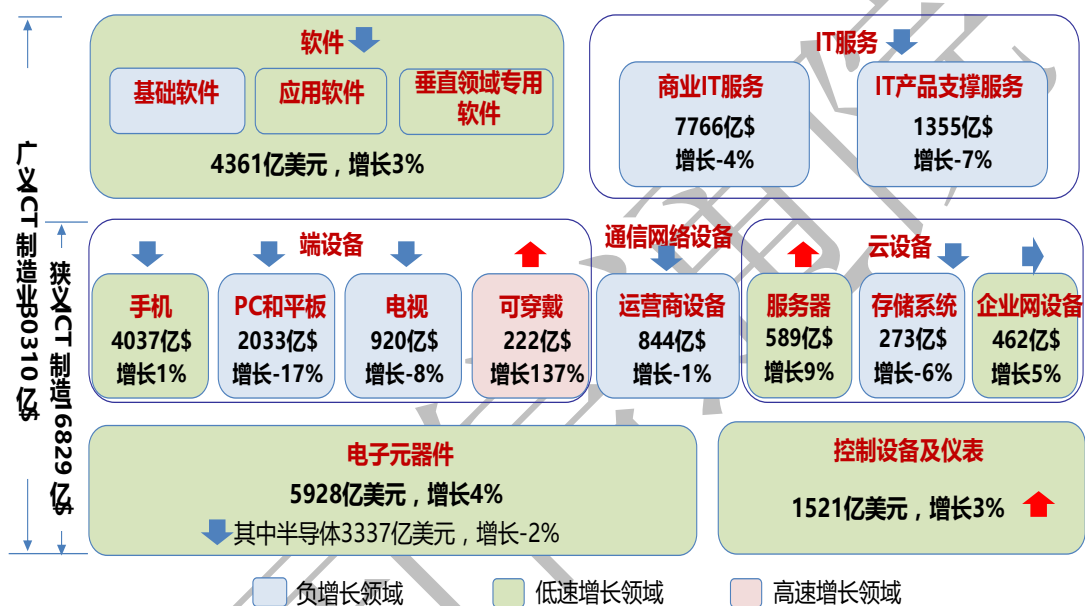 软件
基础软件
应用软件
垂直领域专用
软件
4361亿美元，增长3%
IT服务
商业IT服务
7766亿$
增长-4%
IT产品支撑服务
1355亿$
增长-7%
广义ICT制造业30310亿$
狭义ICT制造16829亿$
端设备
手机
4037亿$
增长1%
PC和平板
2033亿$
增长-17%
电视
920亿$
增长-8%
可穿戴
222亿$
增长137%
通信网络设备
运营商设备
844亿$
增长-1%
云设备
服务器
589亿$
增长9%
存储系统
273亿$
增长-6%
企业网设备
462亿$
增长5%
电子元器件
5928亿美元，增长4%
其中半导体3337亿美元，增长-2%
控制设备及仪表
1521亿美元，增长3%
负增长领域
低速增长领域
高速增长领域